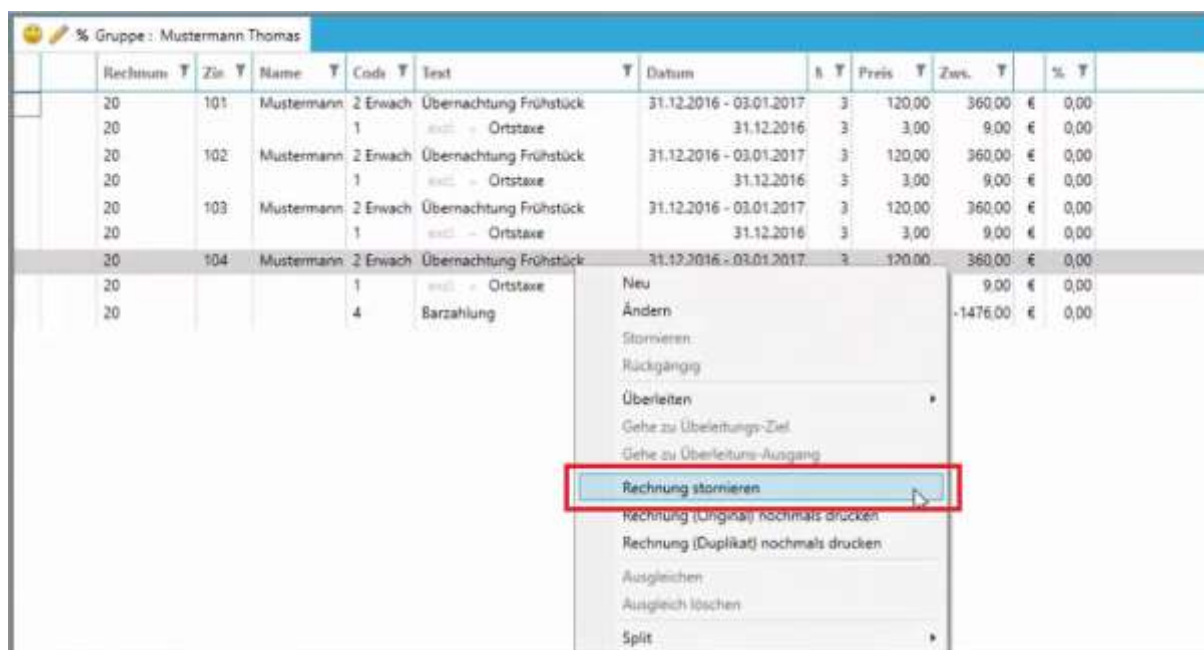 % Gruppe : Mustermann Thomas
Rechnum Zin Name Code Text Datum Preis Zws. %
20 101 Mustermann 2 Erwach Übernachtung Frühstück 31.12.2016 - 03.01.2017 3 120,00 360,00 € 0,00
20 1 excl. - Ortstaxe 31.12.2016 3 3,00 9,00 € 0,00
20 102 Mustermann 2 Erwach Übernachtung Frühstück 31.12.2016 - 03.01.2017 3 120,00 360,00 € 0,00
20 1 excl. - Ortstaxe 31.12.2016 3 3,00 9,00 € 0,00
20 103 Mustermann 2 Erwach Übernachtung Frühstück 31.12.2016 - 03.01.2017 3 120,00 360,00 € 0,00
20 1 excl. - Ortstaxe 31.12.2016 3 3,00 9,00 € 0,00
20 104 Mustermann 2 Erwach Übernachtung Frühstück 31.12.2016 - 03.01.2017 3 120,00 360,00 € 0,00
20 1 excl. - Ortstaxe 9,00 € 0,00
20 4 Barzahlung -1476,00 € 0,00
Neu
Ändern
Stornieren
Rückgängig
Überleiten
Gehe zu Übeleitungs-Ziel
Gehe zu Überleituns-Ausgang
Rechnung stornieren
Rechnung (Original) nochmals drucken
Rechnung (Duplikat) nochmals drucken
Ausgleichen
Ausgleich löschen
Split